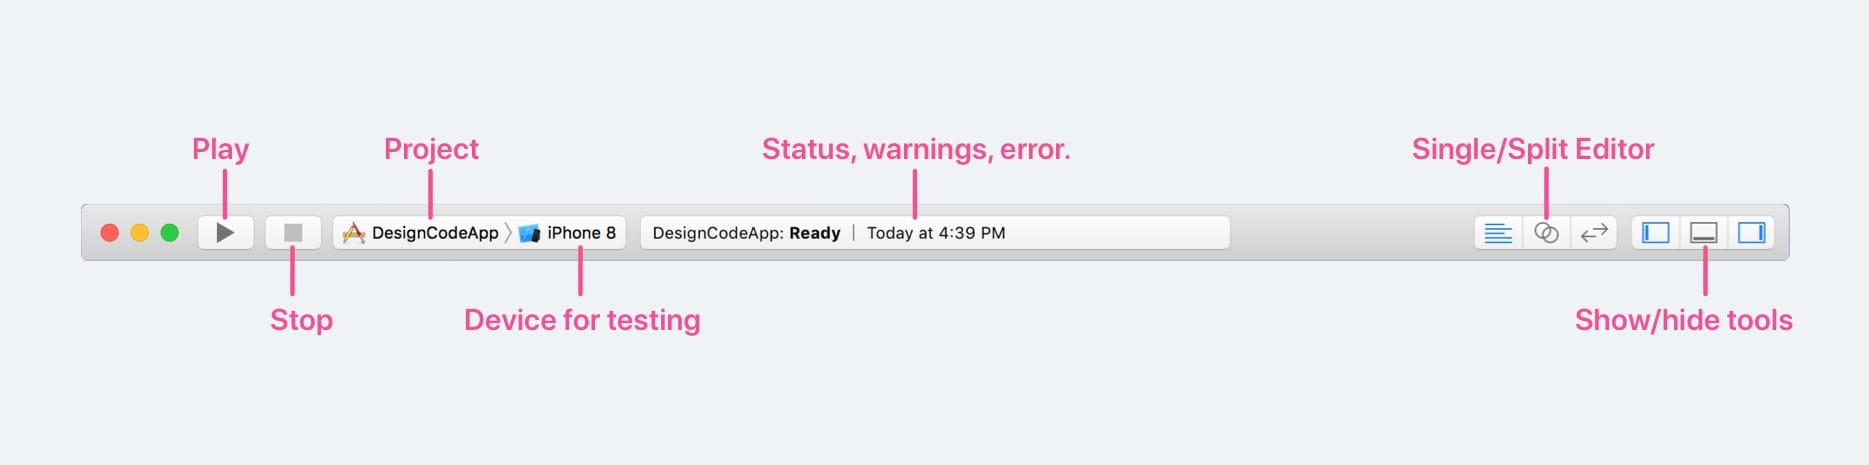 Play
Project
Status, warnings, error.
Single/Split Editor
DesignCodeApp
iPhone 8
DesignCodeApp: Ready | Today at 4:39 PM
Stop
Device for testing
Show/hide tools